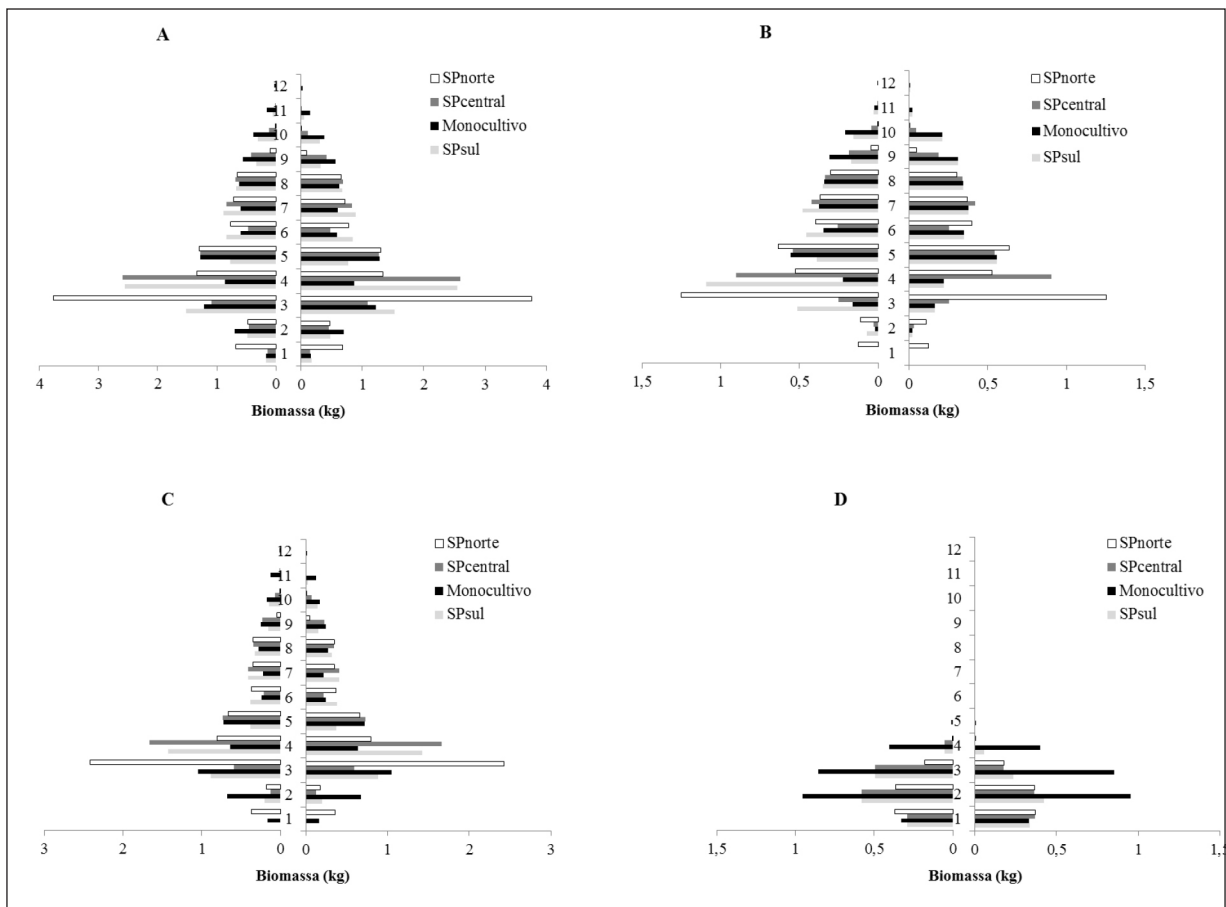 A
SPnorte
SPcentral
Monocultivo
SPsul
12
11
10
9
8
7
6
5
4
3
2
1
4 3 2 1 0 0 1 2 3 4
Biomassa (kg)
B
SPnorte
SPcentral
Monocultivo
SPsul
12
11
10
9
8
7
6
5
4
3
2
1
1,5 1 0,5 0 0 0,5 1 1,5
Biomassa (kg)
C
SPnorte
SPcentral
Monocultivo
SPsul
12
11
10
9
8
7
6
5
4
3
2
1
3 2 1 0 0 1 2 3
Biomassa (kg)
D
SPnorte
SPcentral
Monocultivo
SPsul
12
11
10
9
8
7
6
5
4
3
2
1
1,5 1 0,5 0 0 0,5 1 1,5
Biomassa (kg)